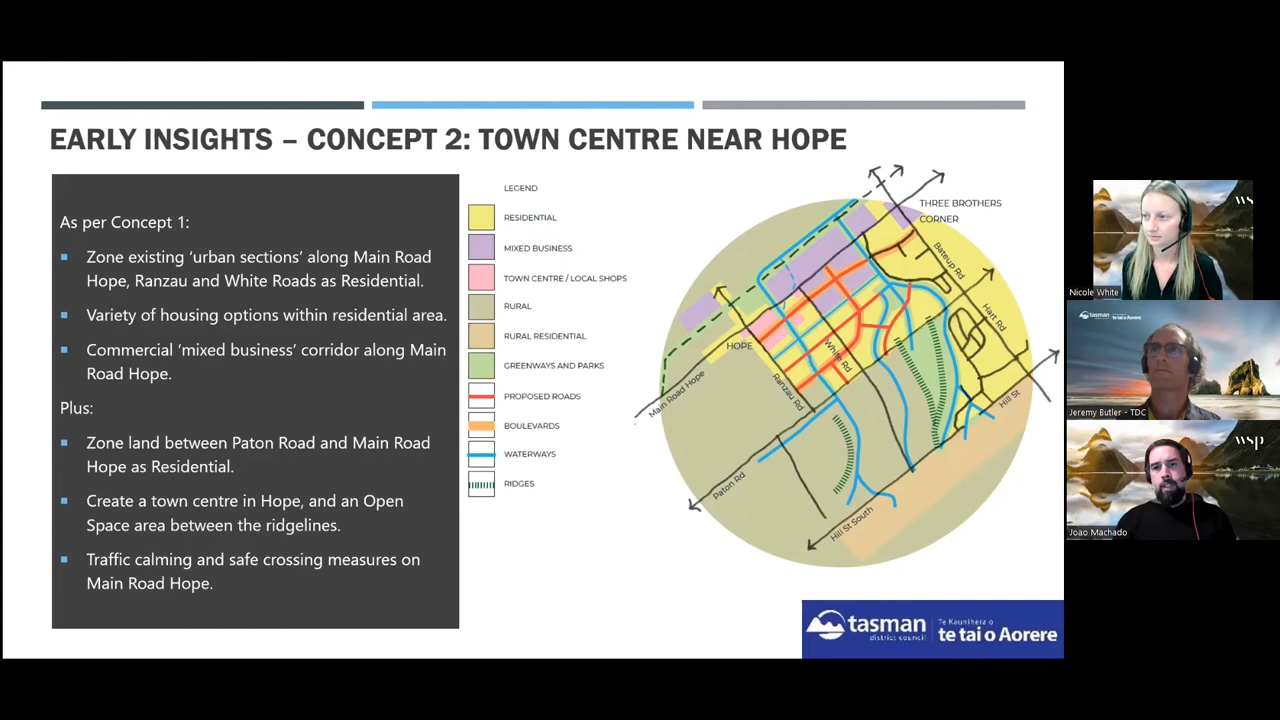 EARLY INSIGHTS – CONCEPT 2: TOWN CENTRE NEAR HOPE
As per Concept 1:
Zone existing ‘urban sections’ along Main Road
Hope, Ranzau and White Roads as Residential.
Variety of housing options within residential area.
Commercial ‘mixed business’ corridor along Main
Road Hope.
Plus:
Zone land between Paton Road and Main Road
Hope as Residential.
Create a town centre in Hope, and an Open
Space area between the ridgelines.
Traffic calming and safe crossing measures on
Main Road Hope.
LEGEND
RESIDENTIAL
MIXED BUSINESS
TOWN CENTRE / LOCAL SHOPS
RURAL
RURAL RESIDENTIAL
GREENWAYS AND PARKS
PROPOSED ROADS
BOULEVARDS
WATERWAYS
RIDGES
THREE BROTHERS
CORNER
Bateup Rd
Hart Rd
HOPE
White Rd
Ranzau Rd
Main Road Hope
Hill St
Paton Rd
Hill St South
tasman
district council
Te Kaunihera o
te tai o Aorere
ws
Nicole White
tasman
te tai o Aorere
Jeremy Butler - TDC
wsp
Joao Machado